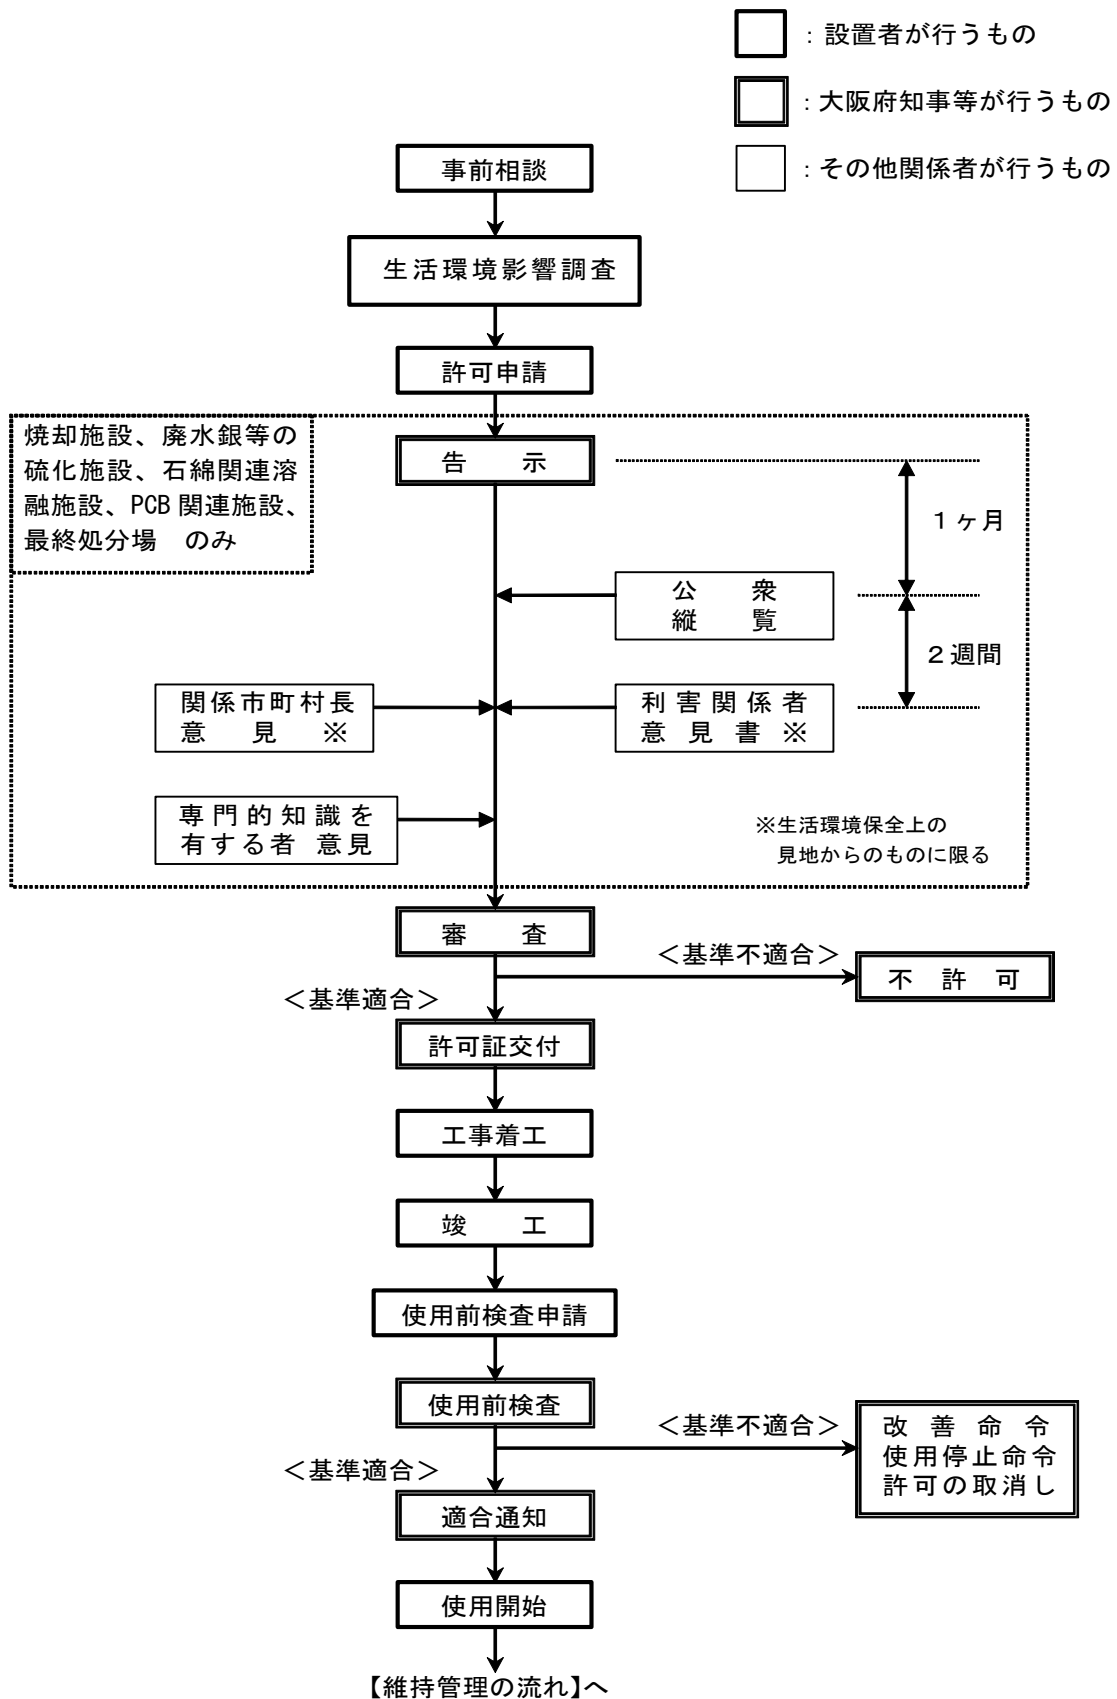 ：設置者が行うもの
：大阪府知事等が行うもの
：その他関係者が行うもの
事前相談
生活環境影響調査
許可申請
焼却施設、廃水銀等の
硫化施設、石綿関連溶
融施設、PCB関連施設、
最終処分場　のみ
告　示
1ヶ月
公　衆
縦　覧
2週間
関係市町村長
意　見　※
利害関係者
意見書※
専門的知識を
有する者 意見
※生活環境保全上の
見地からのものに限る
審　査
＜基準不適合＞
不　許　可
＜基準適合＞
許可証交付
工事着工
竣　工
使用前検査申請
使用前検査
＜基準不適合＞
改　善　命　令
使用停止命令
許可の取消し
＜基準適合＞
適合通知
使用開始
【維持管理の流れ】へ